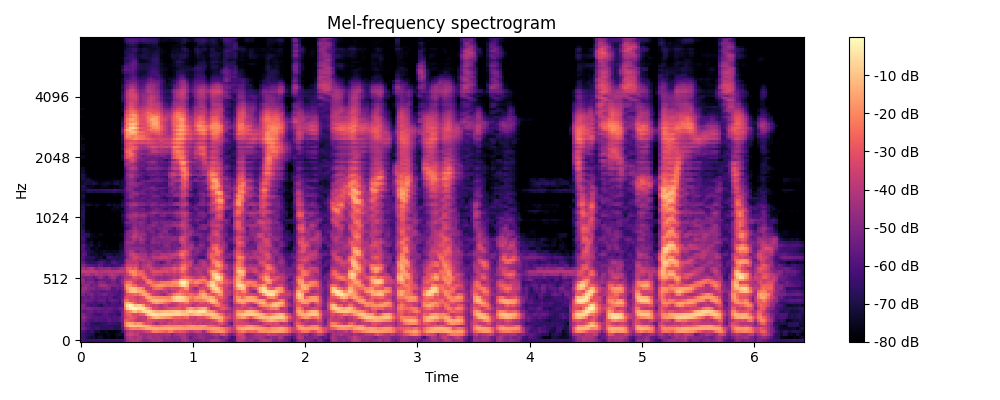 Mel-frequency spectrogram
Hz
4096
2048
1024
512
0
0 1 2 3 4 5 6
Time
-10 dB
-20 dB
-30 dB
-40 dB
-50 dB
-60 dB
-70 dB
-80 dB